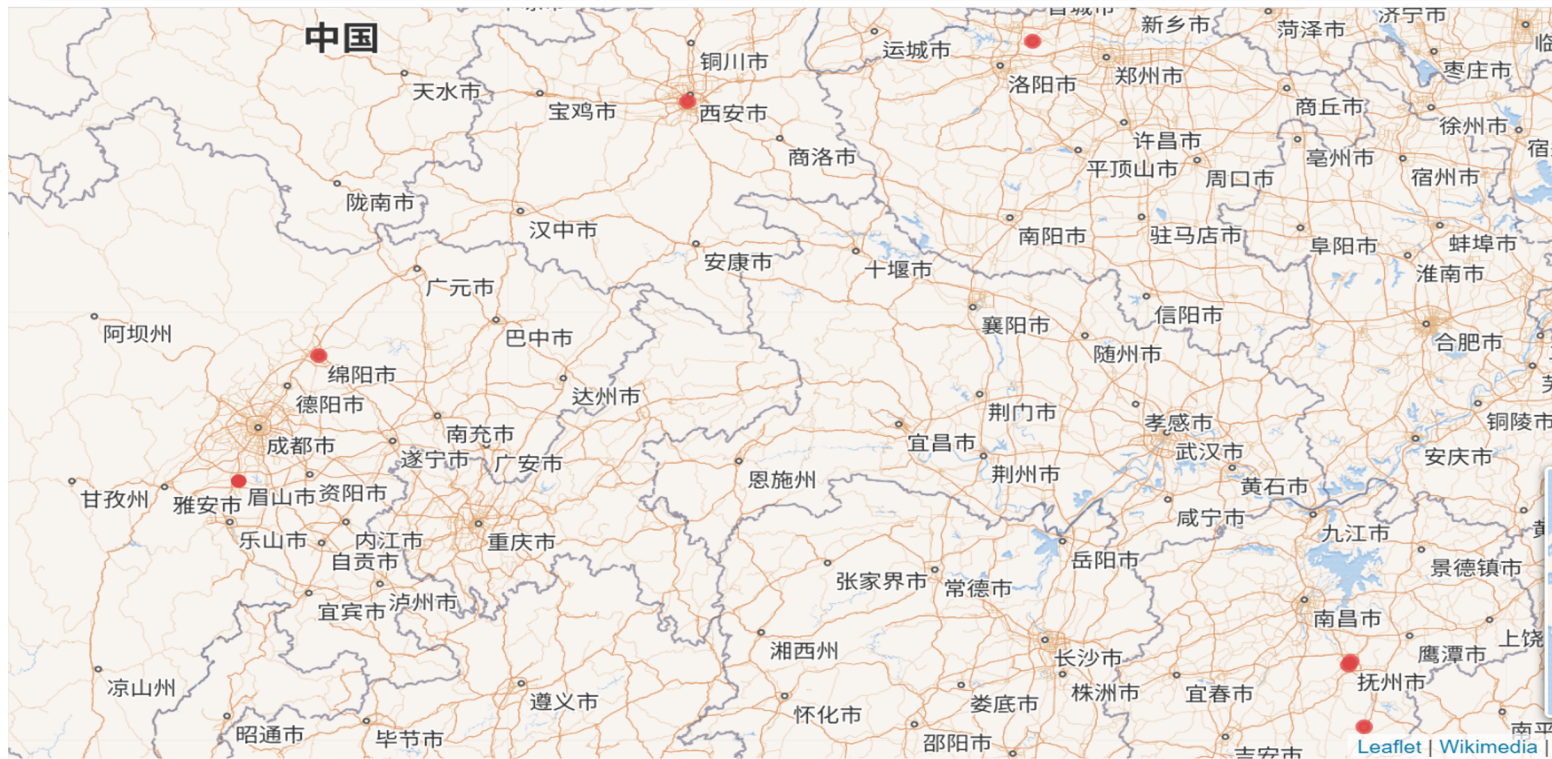 新乡市
菏泽市
济宁市
中国
运城市
铜川市
洛阳市
郑州市
枣庄市
天水市
宝鸡市
西安市
商丘市
徐州市
许昌市
商洛市
平顶山市
亳州市
周口市
宿州市
陇南市
汉中市
南阳市
驻马店市
阜阳市
蚌埠市
安康市
十堰市
淮南市
广元市
信阳市
襄阳市
阿坝州
巴中市
合肥市
随州市
绵阳市
达州市
德阳市
荆门市
孝感市
铜陵市
南充市
成都市
宜昌市
武汉市
遂宁市
广安市
安庆市
恩施州
荆州市
黄石市
甘孜州
雅安市
眉山市
资阳市
咸宁市
九江市
乐山市
内江市
重庆市
岳阳市
自贡市
景德镇市
张家界市
常德市
宜宾市
泸州市
南昌市
上饶
湘西州
长沙市
鹰潭市
凉山州
株洲市
宜春市
抚州市
遵义市
娄底市
怀化市
昭通市
毕节市
邵阳市
吉安市
南平
Leaflet | Wikimedia |